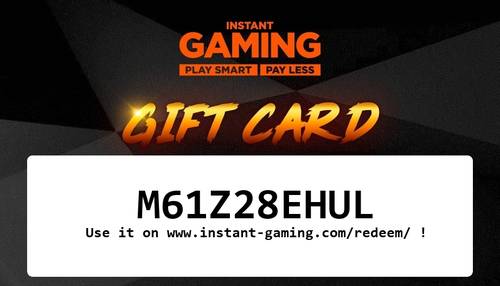 INSTANT
GAMING
PLAY SMART PAY LESS
GIFT CARD
M61Z28EHUL
Use it on www.instant-gaming.com/redeem/ !